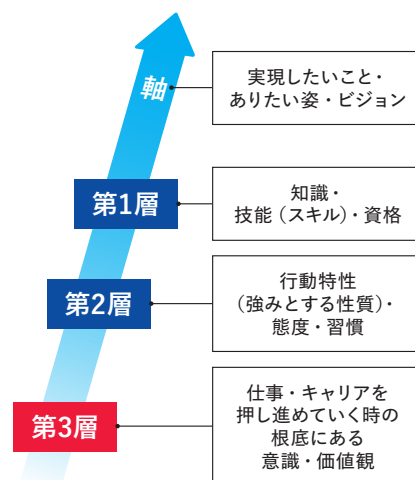 軸
実現したいこと・
ありたい姿・ビジョン
第1層
知識・
技能（スキル）・資格
第2層
行動特性
（強みとする性質）・
態度・習慣
第3層
仕事・キャリアを
押し進めていく時の
根底にある
意識・価値観